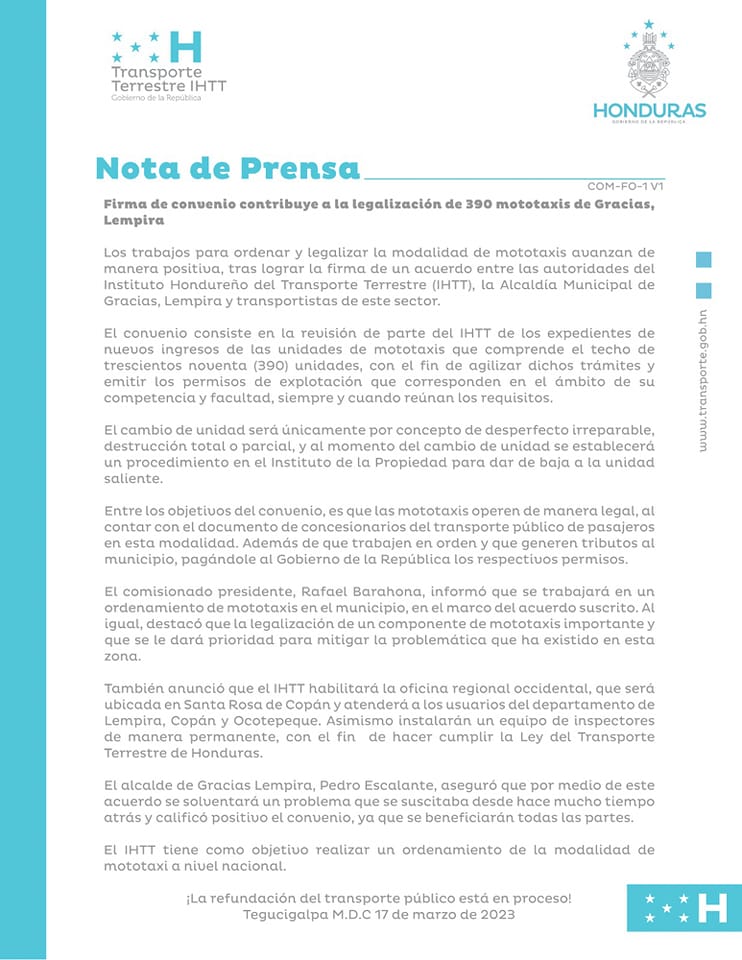 H
Transporte
Terrestre IHTT
Gobierno de la República
HONDURAS
GOBIERNO DE LA REPÚBLICA
Nota de Prensa
COM-FO-1 V1
Firma de convenio contribuye a la legalización de 390 mototaxis de Gracias,
Lempira
Los trabajos para ordenar y legalizar la modalidad de mototaxis avanzan de
manera positiva, tras lograr la firma de un acuerdo entre las autoridades del
Instituto Hondureño del Transporte Terrestre (IHTT), la Alcaldía Municipal de
Gracias, Lempira y transportistas de este sector.
El convenio consiste en la revisión de parte del IHTT de los expedientes de
nuevos ingresos de las unidades de mototaxis que comprende el techo de
trescientos noventa (390) unidades, con el fin de agilizar dichos trámites y
emitir los permisos de explotación que corresponden en el ámbito de su
competencia y facultad, siempre y cuando reúnan los requisitos.
El cambio de unidad será únicamente por concepto de desperfecto irreparable,
destrucción total o parcial, y al momento del cambio de unidad se establecerá
un procedimiento en el Instituto de la Propiedad para dar de baja a la unidad
saliente.
Entre los objetivos del convenio, es que las mototaxis operen de manera legal, al
contar con el documento de concesionarios del transporte público de pasajeros
en esta modalidad. Además de que trabajen en orden y que generen tributos al
municipio, pagándole al Gobierno de la República los respectivos permisos.
El comisionado presidente, Rafael Barahona, informó que se trabajará en un
ordenamiento de mototaxis en el municipio, en el marco del acuerdo suscrito. Al
igual, destacó que la legalización de un componente de mototaxis importante y
que se le dará prioridad para mitigar la problemática que ha existido en esta
zona.
También anunció que el IHTT habilitará la oficina regional occidental, que será
ubicada en Santa Rosa de Copán y atenderá a los usuarios del departamento de
Lempira, Copán y Ocotepeque. Asimismo instalarán un equipo de inspectores
de manera permanente, con el fin de hacer cumplir la Ley del Transporte
Terrestre de Honduras.
El alcalde de Gracias Lempira, Pedro Escalante, aseguró que por medio de este
acuerdo se solventará un problema que se suscitaba desde hace mucho tiempo
atrás y calificó positivo el convenio, ya que se beneficiarán todas las partes.
El IHTT tiene como objetivo realizar un ordenamiento de la modalidad de
mototaxi a nivel nacional.
¡La refundación del transporte público está en proceso!
Tegucigalpa M.D.C 17 de marzo de 2023
www.transporte.gob.hn
H